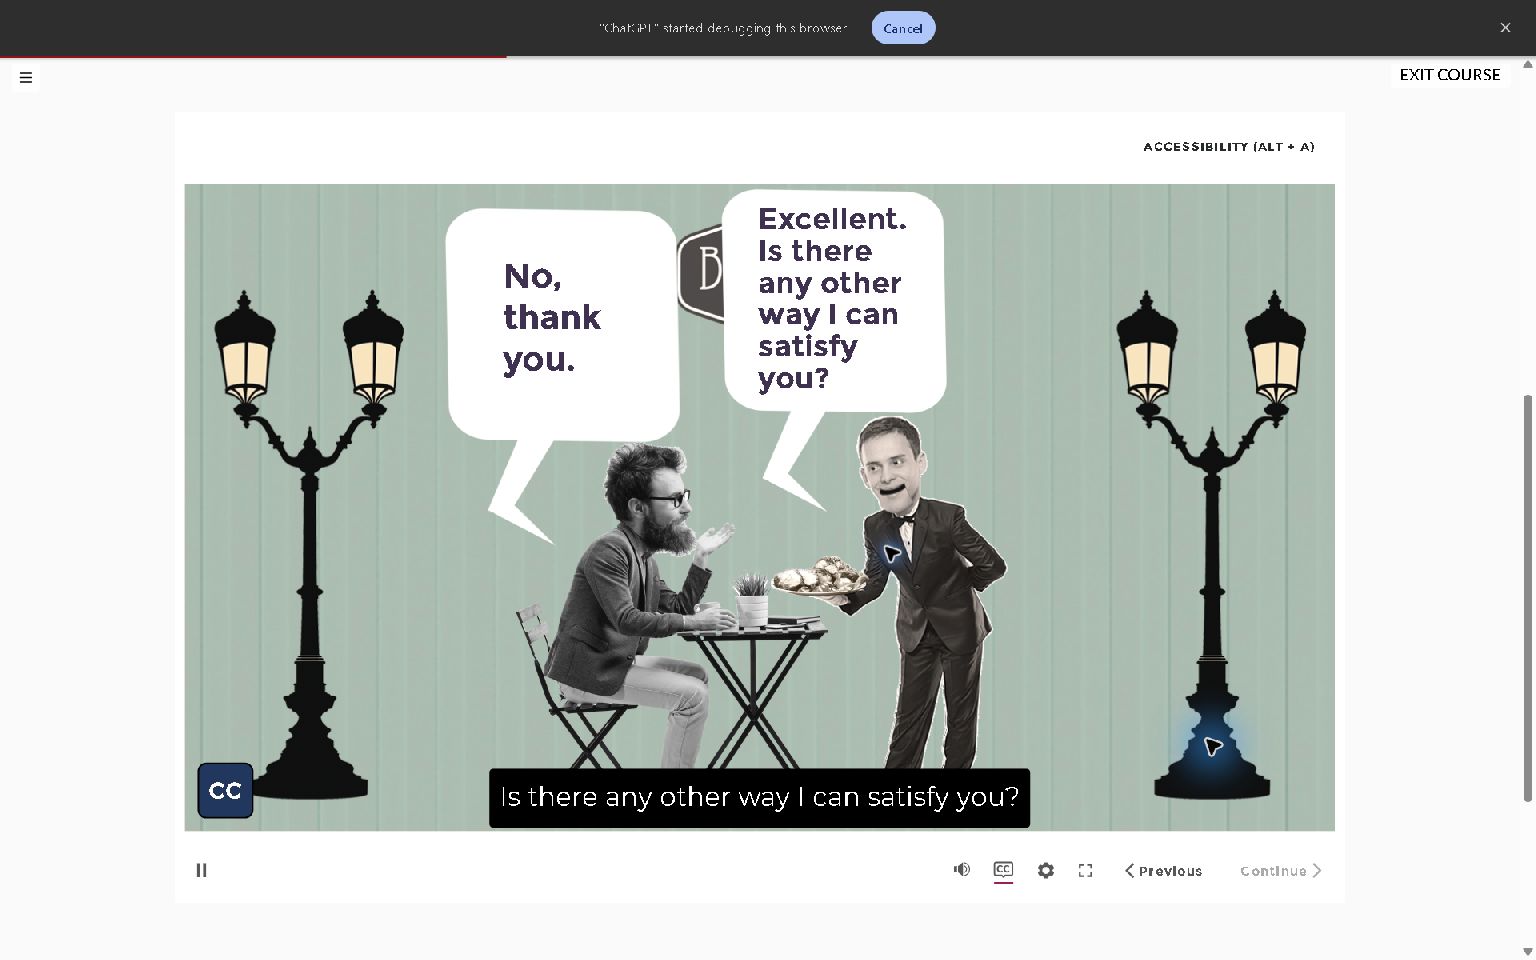 "ChatGPT" started debugging this browser
Cancel
EXIT COURSE
ACCESSIBILITY (ALT + A)
No,
thank
you.
B
Excellent.
Is there
any other
way I can
satisfy
you?
CC
Is there any other way I can satisfy you?
CC
Previous
Continue